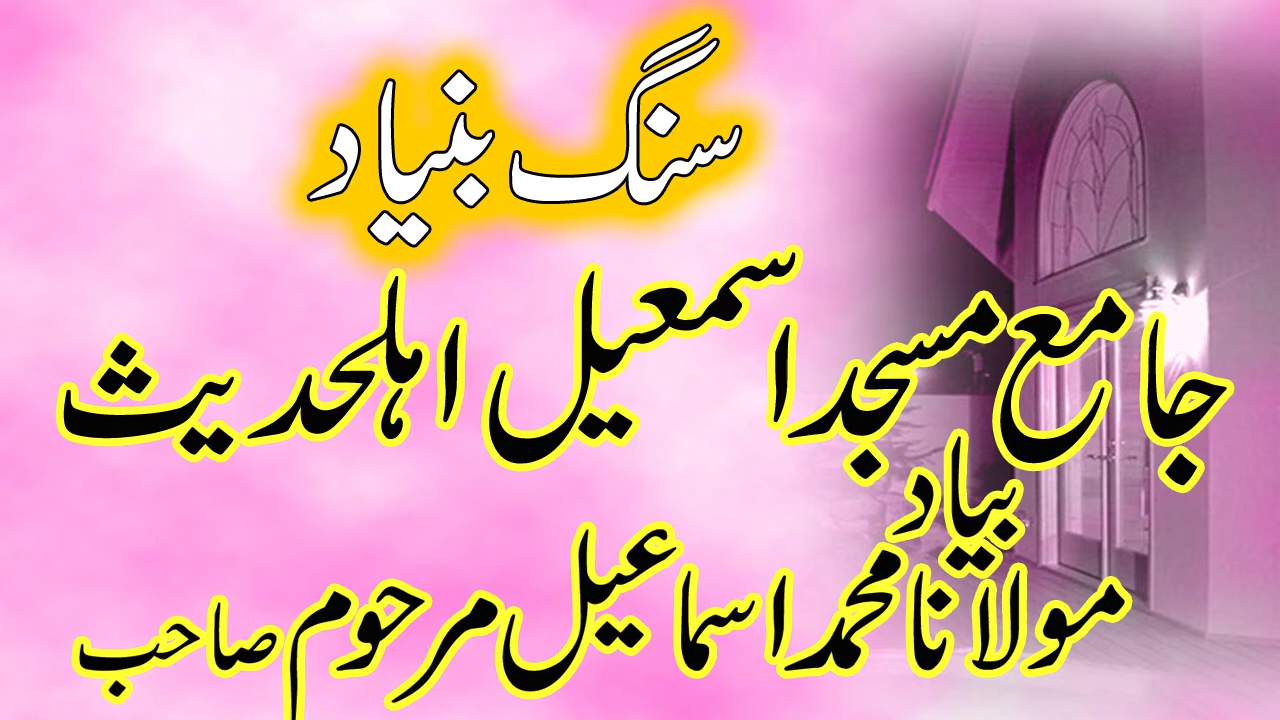 سنگ بنیاد
جامع مسجد اسمعیل اہلحدیث
بیاد
مولانا محمد اسماعیل مرحوم صاحب